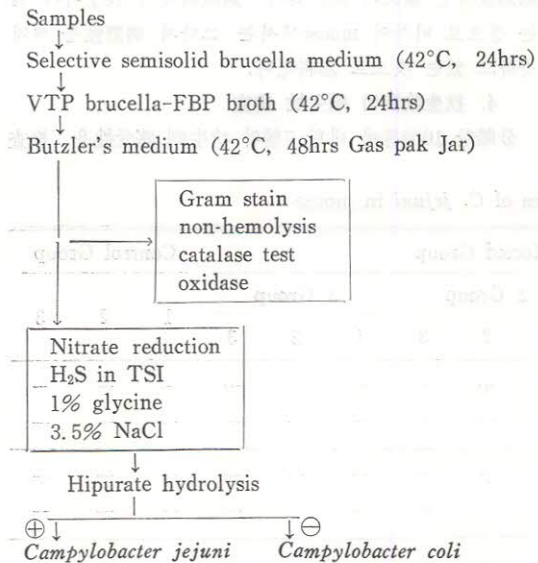 Samples
Selective semisolid brucella medium (42°C, 24hrs)
VTP brucella-FBP broth (42°C, 24hrs)
Butzler's medium (42°C, 48hrs Gas pak Jar)
Gram stain
non-hemolysis
catalase test
oxidase
Nitrate reduction
H₂S in TSI
1% glycine
3.5% NaCl
Hipurate hydrolysis
⊕ ⊖
Campylobacter jejuni Campylobacter coli